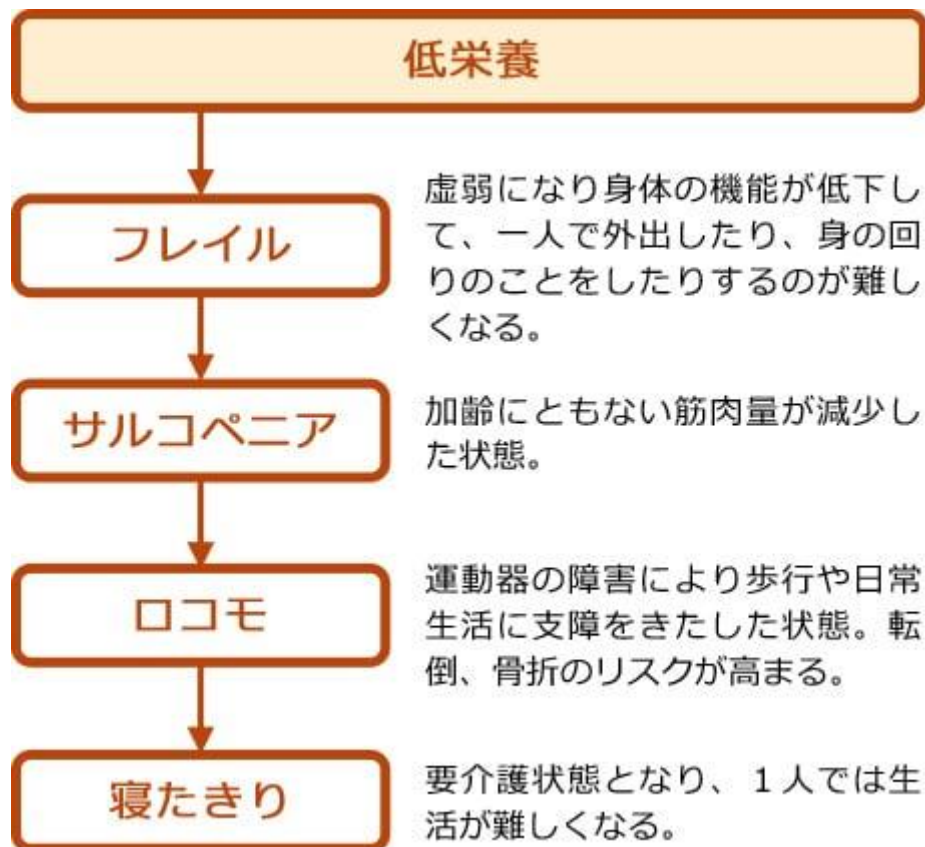 低栄養
フレイル
虚弱になり身体の機能が低下し
て、一人で外出したり、身の回
りのことをしたりするのが難し
くなる。
サルコペニア
加齢にともない筋肉量が減少し
た状態。
ロコモ
運動器の障害により歩行や日常
生活に支障をきたした状態。転
倒、骨折のリスクが高まる。
寝たきり
要介護状態となり、１人では生
活が難しくなる。